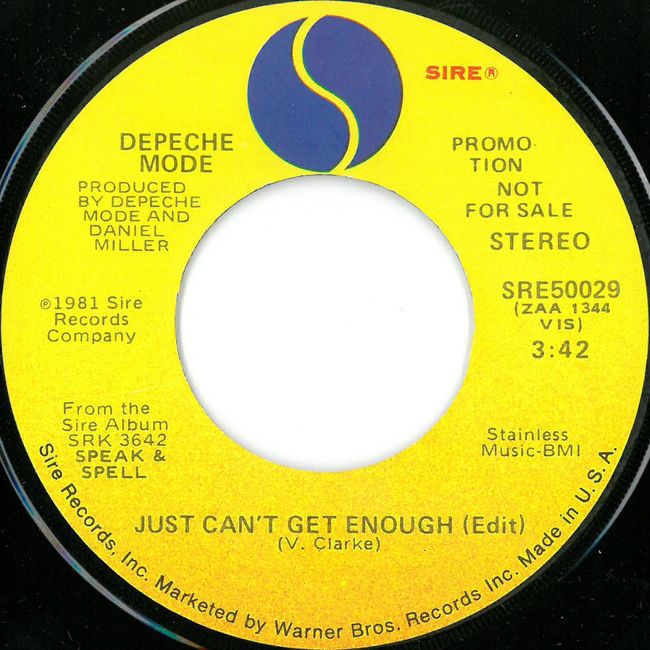 SIRE®
DEPECHE
MODE
PRODUCED
BY DEPECHE
MODE AND
DANIEL
MILLER
PROMO-
TION
NOT
FOR SALE
STEREO
℗1981 Sire
Records
Company
SRE50029
(ZAA 1344
VIS)
3:42
From the
Sire Album
SRK 3642
SPEAK &
SPELL
Stainless
Music-BMI
JUST CAN'T GET ENOUGH (Edit)
(V. Clarke)
Sire Records, Inc. Marketed by Warner Bros. Records Inc. Made in U.S.A.